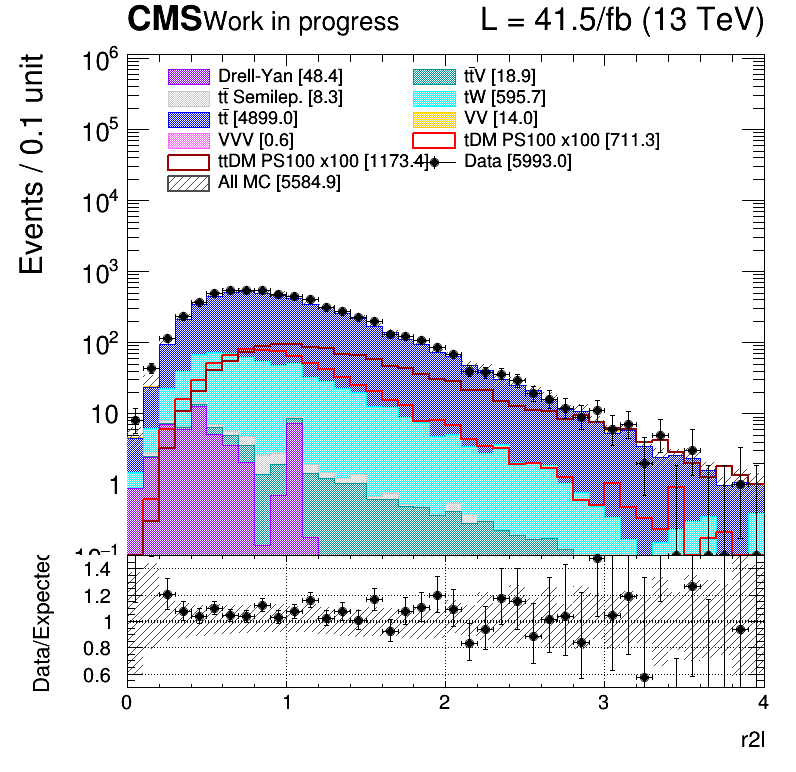 CMS Work in progress L = 41.5/fb (13 TeV)
Events / 0.1 unit
10⁶
10⁵
10⁴
10³
10²
10
1
10⁻¹
Drell-Yan [48.4] tt̄V [18.9]
tt̄ Semilep. [8.3] tW [595.7]
tt̄ [4899.0] VV [14.0]
VVV [0.6] tDM PS100 x100 [711.3]
ttDM PS100 x100 [1173.4] Data [5993.0]
All MC [5584.9]
Data/Expected
1.4
1.2
1
0.8
0.6
0 1 2 3 4
r2l